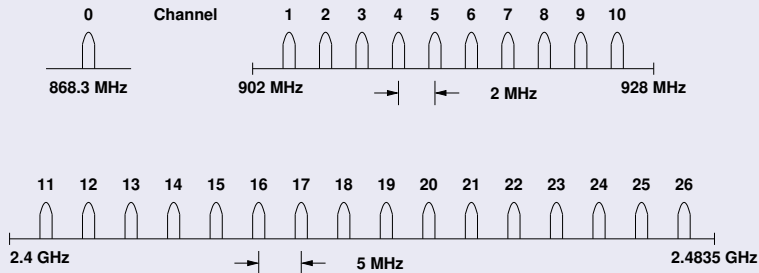 0 Channel 1 2 3 4 5 6 7 8 9 10
868.3 MHz 902 MHz 2 MHz 928 MHz
11 12 13 14 15 16 17 18 19 20 21 22 23 24 25 26
2.4 GHz 5 MHz 2.4835 GHz